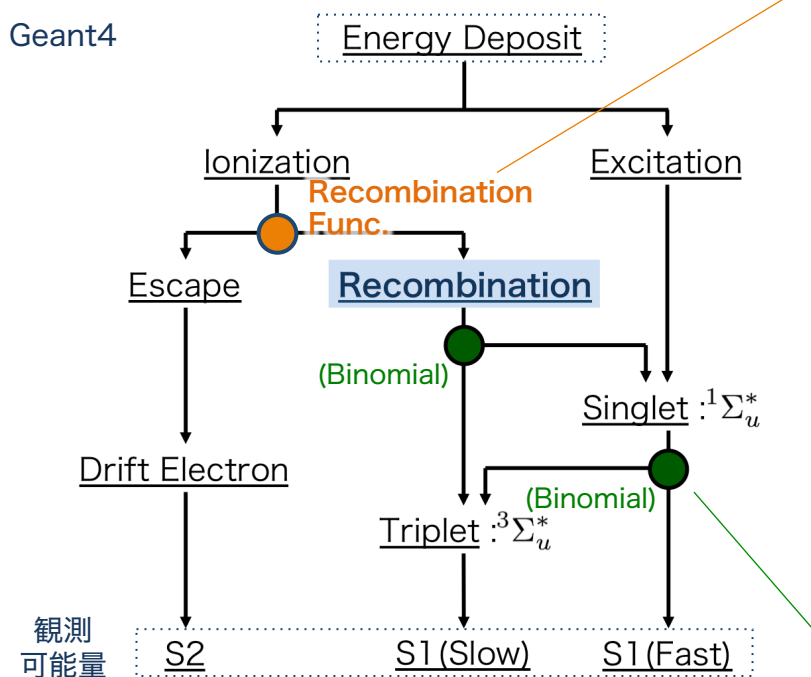 Geant4
Energy Deposit
Ionization
Excitation
Recombination
Func.
Escape
Recombination
(Binomial)
Singlet :¹Σ*ᵤ
Drift Electron
(Binomial)
Triplet :³Σ*ᵤ
観測
可能量
S2
S1(Slow)
S1(Fast)